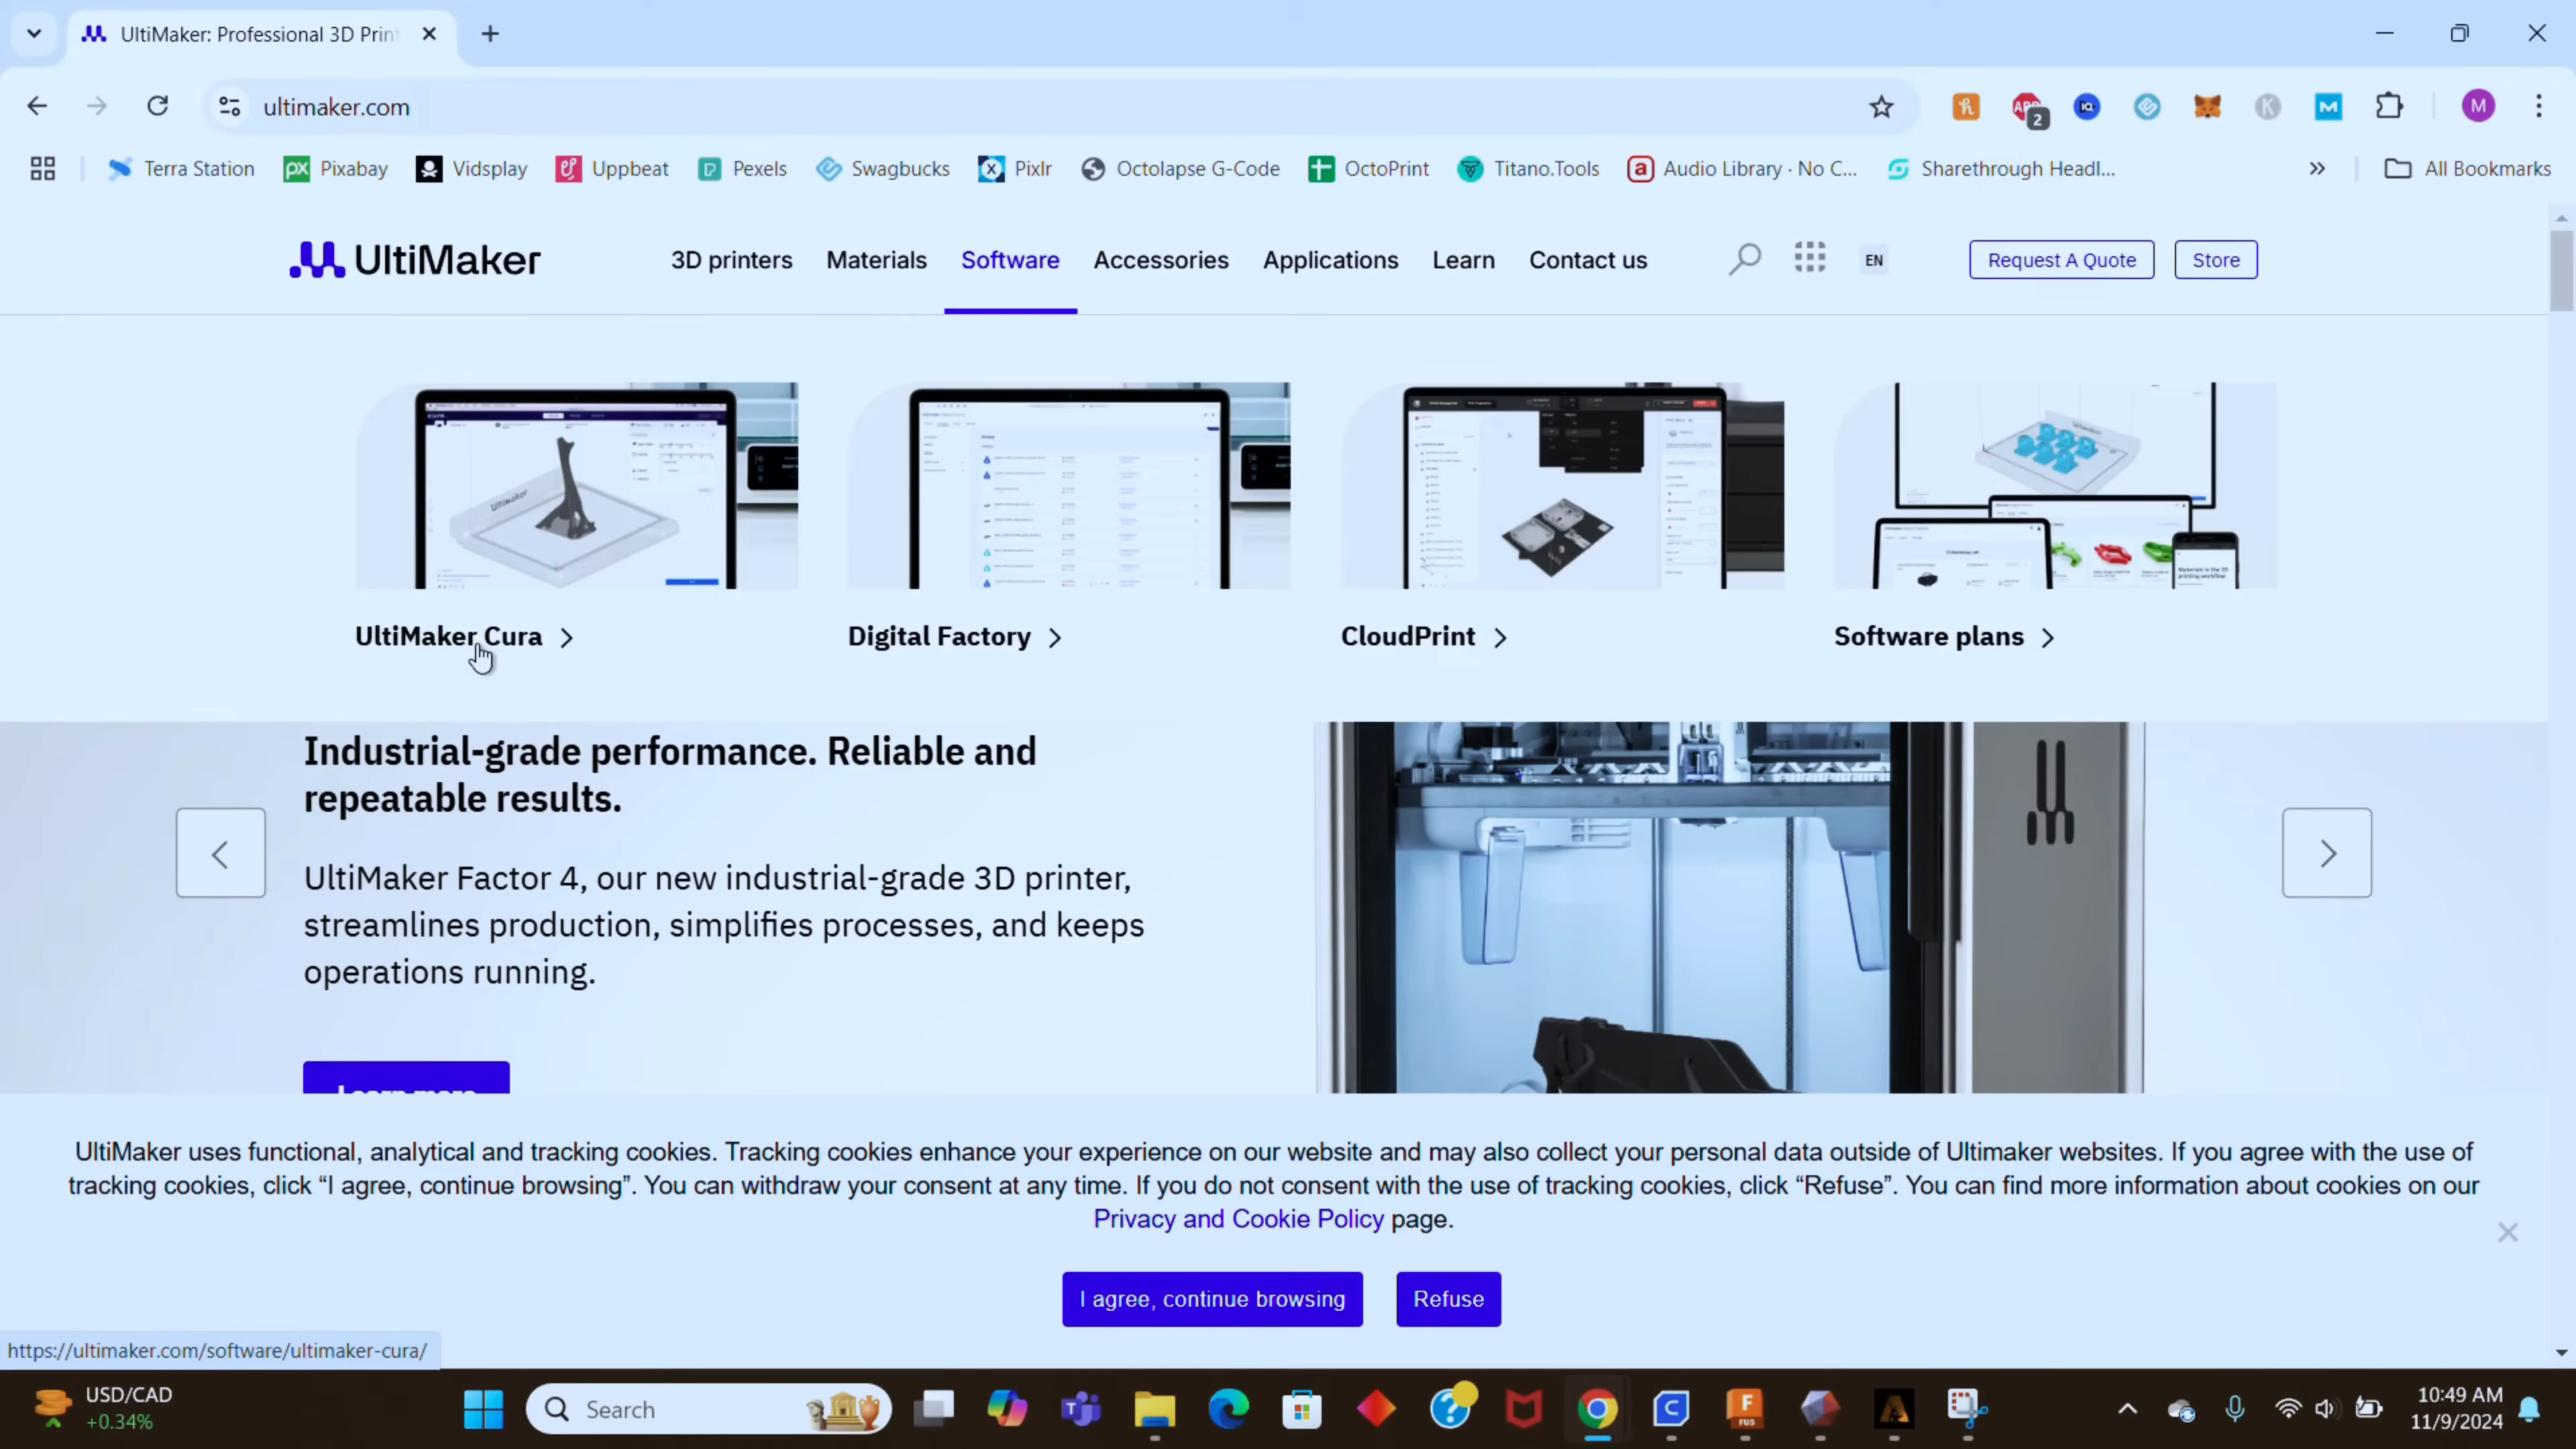 UltiMaker: Professional 3D Prin
ultimaker.com
2
M
Terra Station
Pixabay
Vidsplay
Uppbeat
Pexels
Swagbucks
Pixlr
Octolapse G-Code
OctoPrint
Titano.Tools
Audio Library · No C...
Sharethrough Headl...
All Bookmarks
UltiMaker
3D printers
Materials
Software
Accessories
Applications
Learn
Contact us
EN
Request A Quote
Store
UltiMaker Cura
Digital Factory
CloudPrint
Software plans
Industrial-grade performance. Reliable and
repeatable results.
UltiMaker Factor 4, our new industrial-grade 3D printer,
streamlines production, simplifies processes, and keeps
operations running.
Learn more
UltiMaker uses functional, analytical and tracking cookies. Tracking cookies enhance your experience on our website and may also collect your personal data outside of Ultimaker websites. If you agree with the use of
tracking cookies, click “I agree, continue browsing”. You can withdraw your consent at any time. If you do not consent with the use of tracking cookies, click “Refuse”. You can find more information about cookies on our
Privacy and Cookie Policy page.
I agree, continue browsing
Refuse
https://ultimaker.com/software/ultimaker-cura/
USD/CAD
+0.34%
Search
10:49 AM
11/9/2024